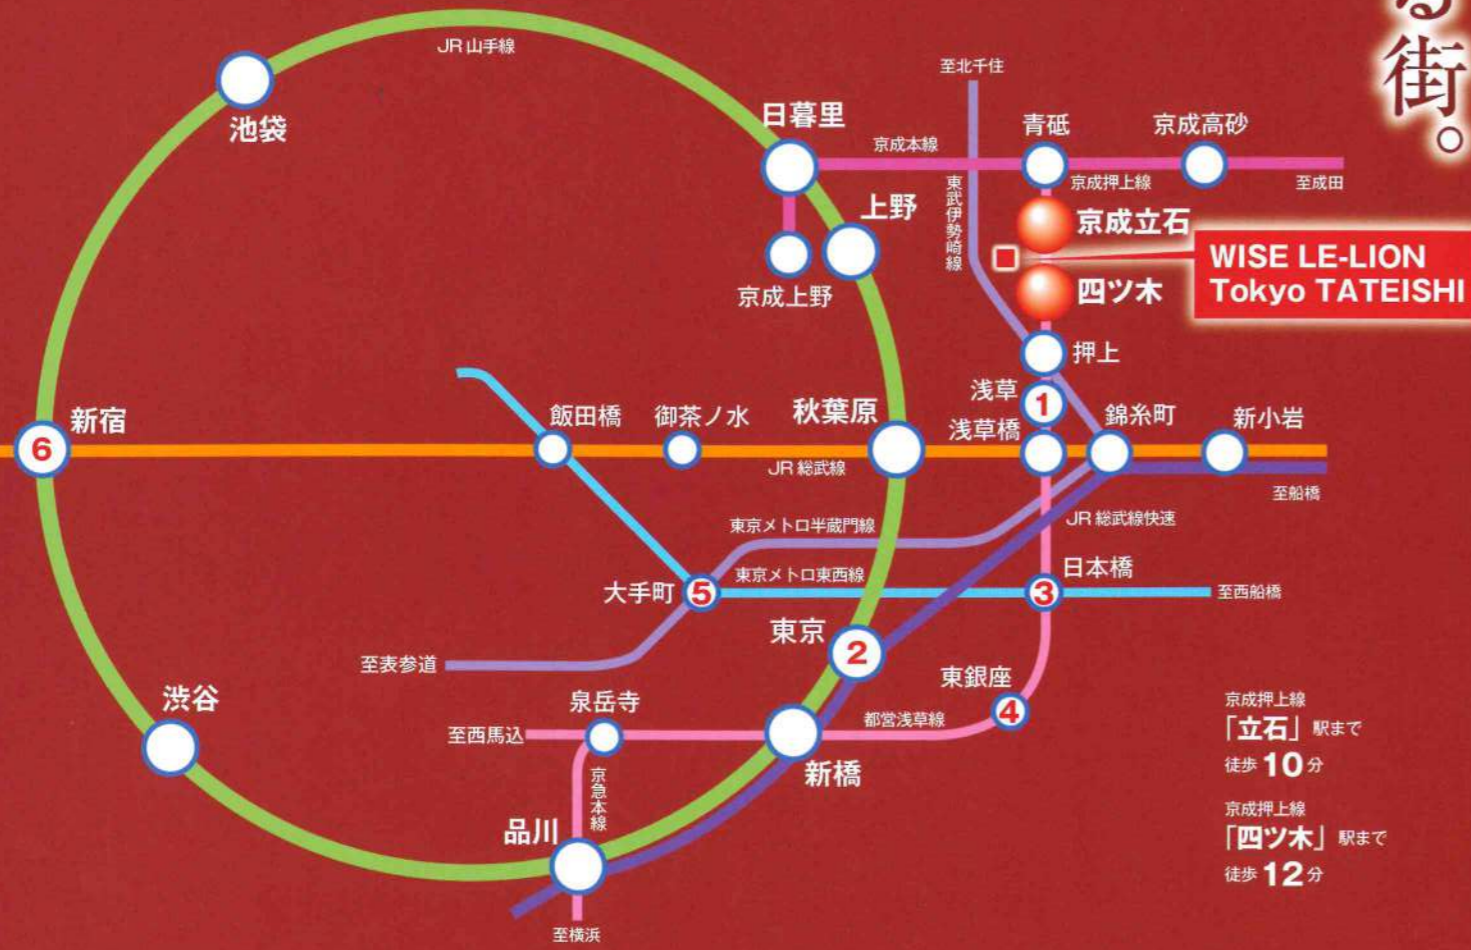 る街。
JR 山手線
池袋
日暮里
京成本線
至北千住
青砥
京成高砂
京成押上線
至成田
東武伊勢崎線
上野
京成上野
京成立石
四ツ木
WISE LE-LION
Tokyo TATEISHI
押上
浅草
1
浅草橋
錦糸町
新小岩
新宿
6
飯田橋
御茶ノ水
秋葉原
JR 総武線
至船橋
JR 総武線快速
東京メトロ半蔵門線
東京メトロ東西線
大手町
5
日本橋
3
至西船橋
東京
2
至表参道
東銀座
4
渋谷
泉岳寺
至西馬込
都営浅草線
新橋
京急本線
品川
至横浜
京成押上線
「立石」駅まで
徒歩10分
京成押上線
「四ツ木」駅まで
徒歩12分